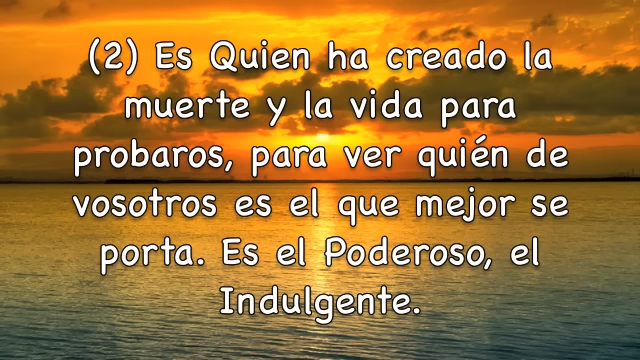 (2) Es Quien ha creado la
muerte y la vida para
probaros, para ver quién de
vosotros es el que mejor se
porta. Es el Poderoso, el
Indulgente.